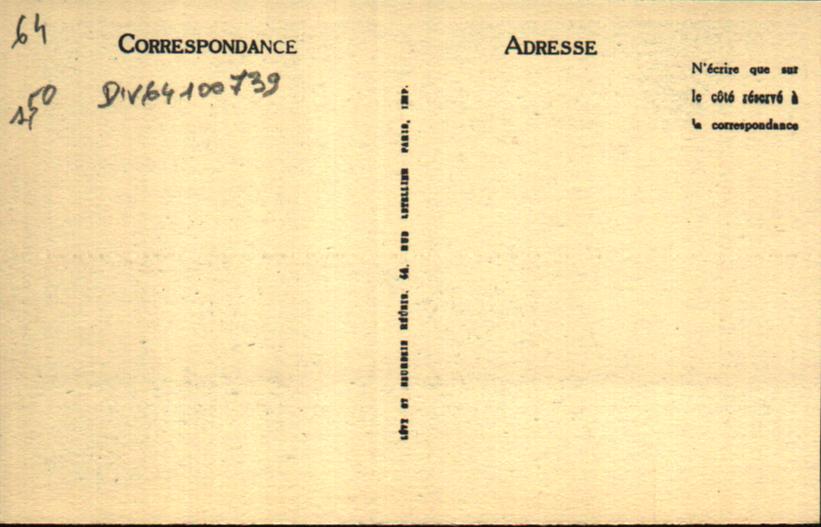 64
CORRESPONDANCE
ADRESSE
50
DIV64100739
N'écrire que sur
le côté réservé à
la correspondance
LÉVY ET NEURDEIN RÉUNIS, 44, RUE LETELLIER PARIS, IMP.